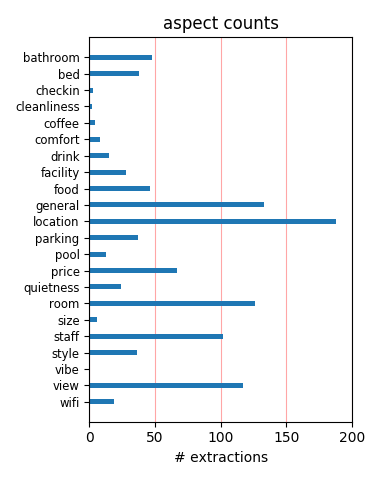 aspect counts
bathroom
bed
checkin
cleanliness
coffee
comfort
drink
facility
food
general
location
parking
pool
price
quietness
room
size
staff
style
vibe
view
wifi
0 50 100 150 200
# extractions